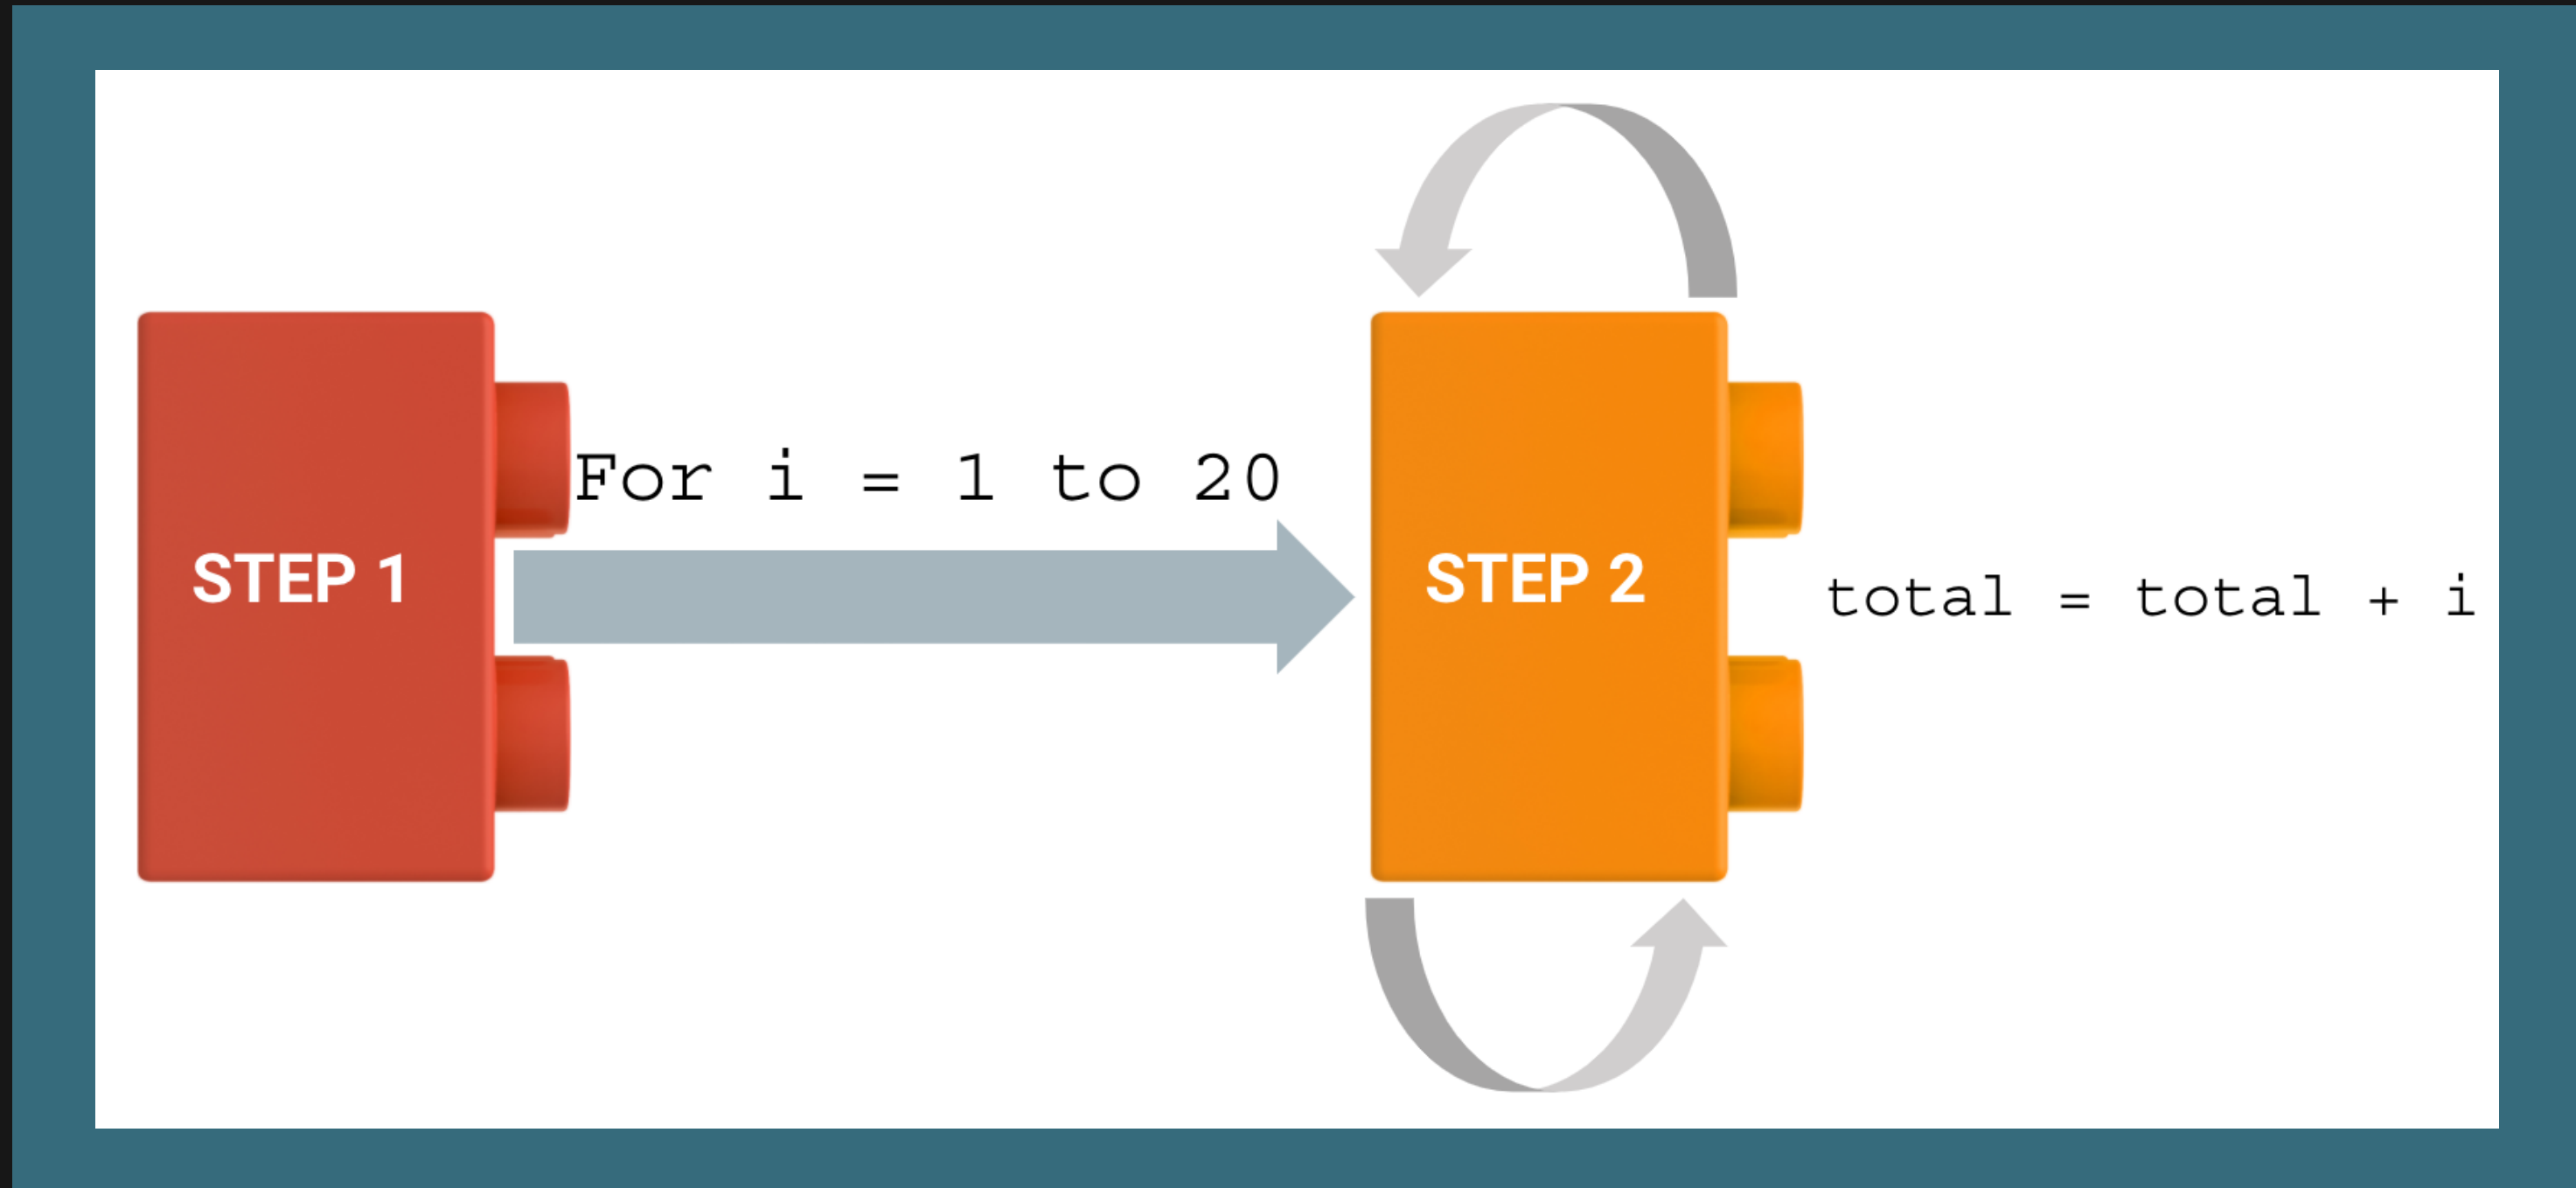 STEP 1
For i = 1 to 20
STEP 2
total = total + i